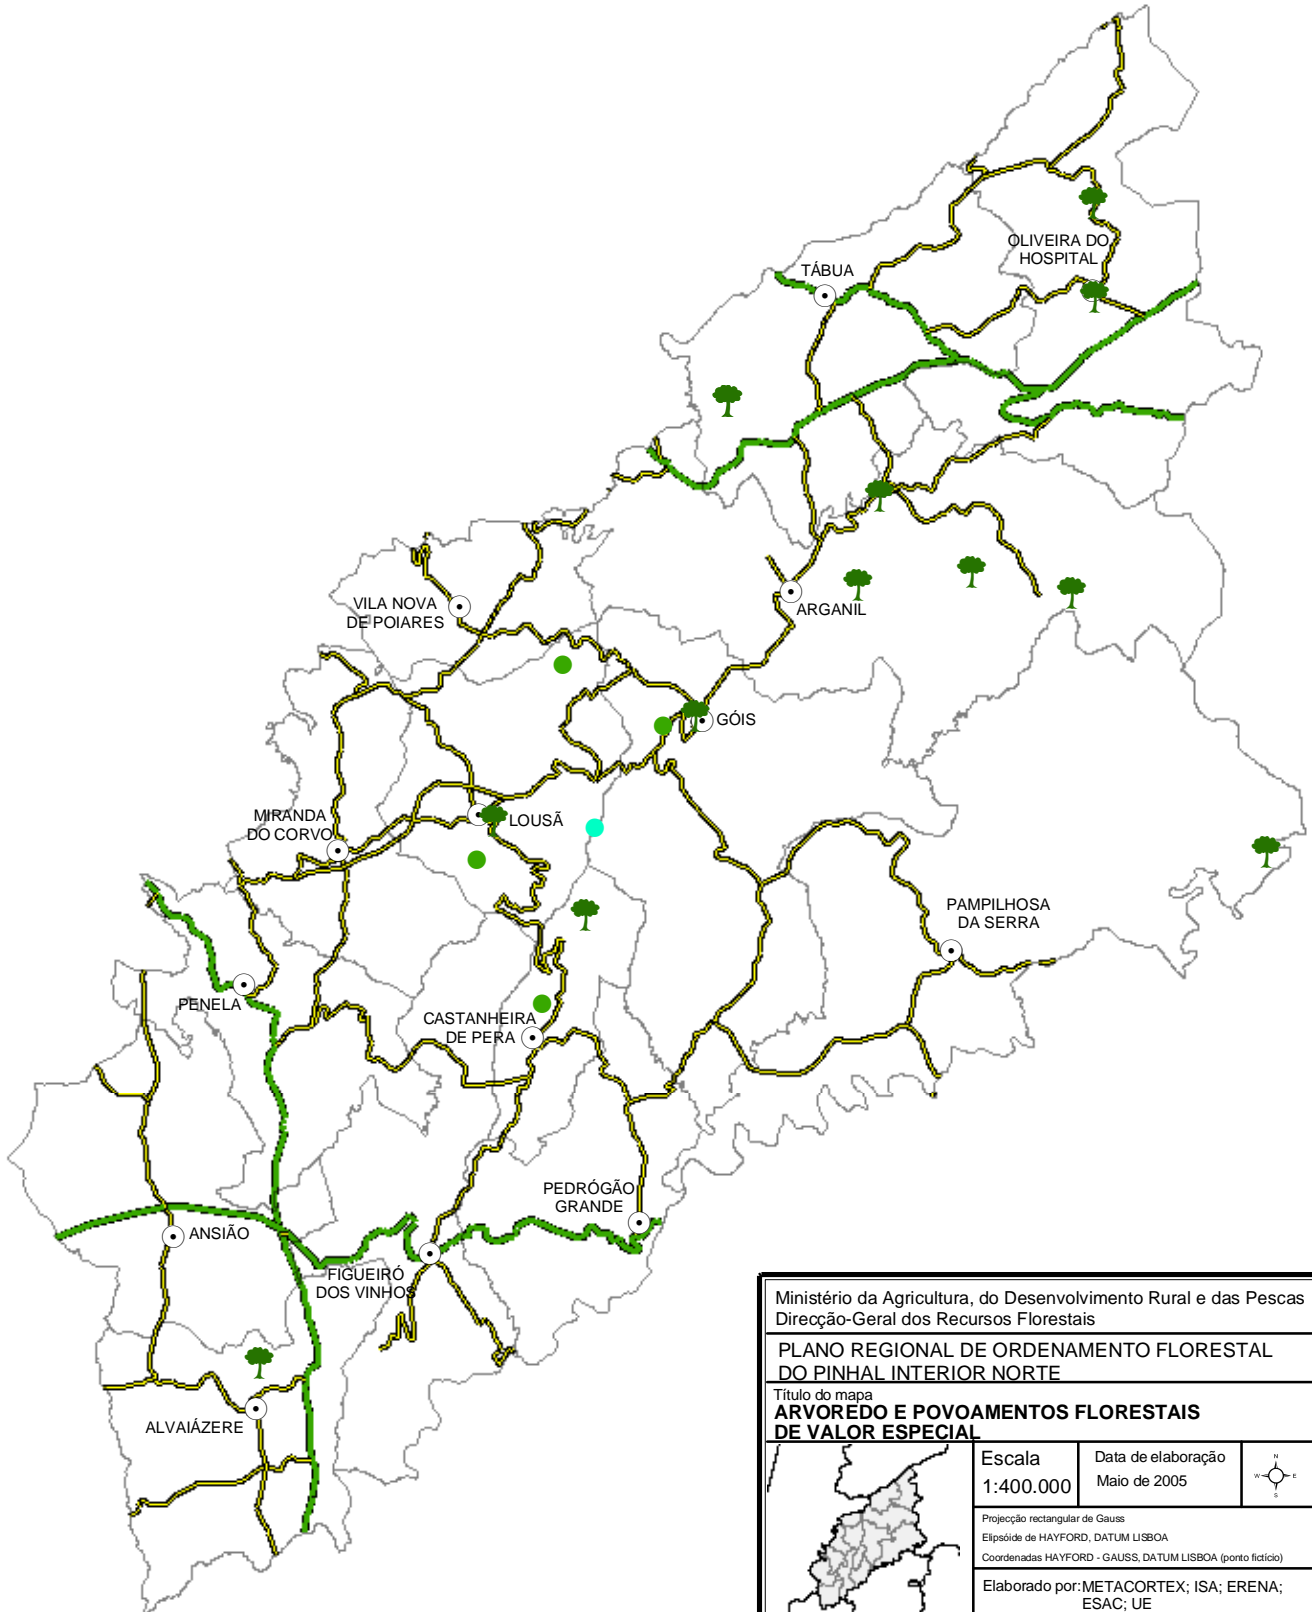 OLIVEIRA DO
HOSPITAL
TÁBUA
VILA NOVA
DE POIARES
ARGANIL
GÓIS
MIRANDA
DO CORVO
LOUSÃ
PAMPILHOSA
DA SERRA
PENELA
CASTANHEIRA
DE PERA
PEDRÓGÃO
GRANDE
ANSIÃO
FIGUEIRÓ
DOS VINHOS
ALVAIÁZERE
Ministério da Agricultura, do Desenvolvimento Rural e das Pescas
Direcção-Geral dos Recursos Florestais
PLANO REGIONAL DE ORDENAMENTO FLORESTAL
DO PINHAL INTERIOR NORTE
Título do mapa
ARVOREDO E POVOAMENTOS FLORESTAIS
DE VALOR ESPECIAL
Escala
1:400.000
Data de elaboração
Maio de 2005
N
W E
S
Projecção rectangular de Gauss
Elipsóide de HAYFORD, DATUM LISBOA
Coordenadas HAYFORD - GAUSS, DATUM LISBOA (ponto fictício)
Elaborado por: METACORTEX; ISA; ERENA;
ESAC; UE